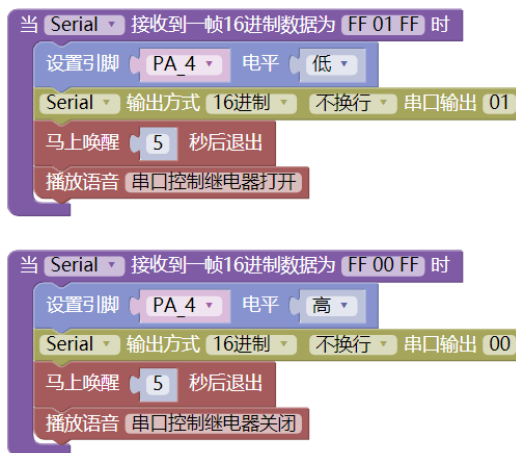 当 Serial 接收到一帧16进制数据为 FF 01 FF 时
设置引脚 PA_4 电平 低
Serial 输出方式 16进制 不换行 串口输出 01
马上唤醒 5 秒后退出
播放语音 串口控制继电器打开
当 Serial 接收到一帧16进制数据为 FF 00 FF 时
设置引脚 PA_4 电平 高
Serial 输出方式 16进制 不换行 串口输出 00
马上唤醒 5 秒后退出
播放语音 串口控制继电器关闭